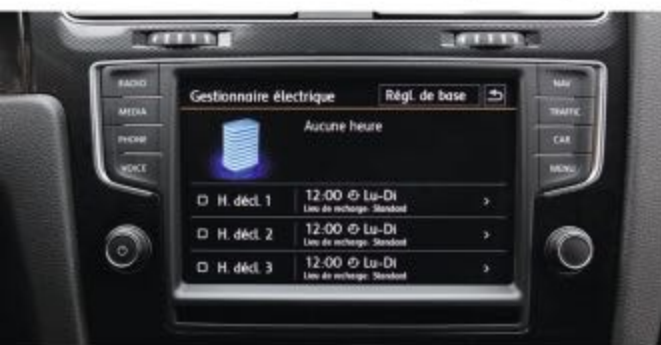 RADIO
MEDIA
PHONE
VOICE
Gestionnaire électrique
Régl. de base
Aucune heure
H. décl. 1
12:00 Lu-Di
Lieu de recharge: Standard
H. décl. 2
12:00 Lu-Di
Lieu de recharge: Standard
H. décl. 3
12:00 Lu-Di
Lieu de recharge: Standard
NAV
TRAFFIC
CAR
MENU